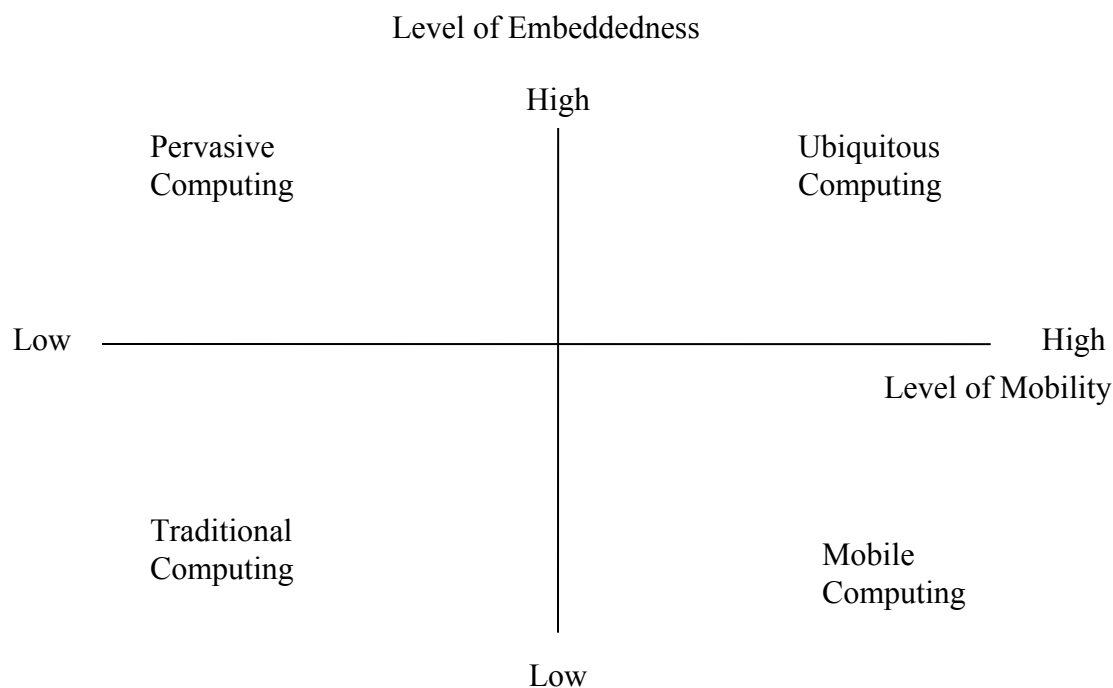 Level of Embeddedness
High
Pervasive
Computing
Ubiquitous
Computing
Low
High
Level of Mobility
Traditional
Computing
Mobile
Computing
Low